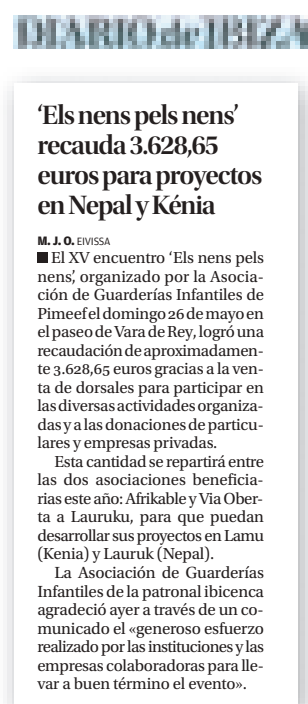 DIARIO de IBIZA
‘Els nens pels nens’
recauda 3.628,65
euros para proyectos
en Nepal y Kénia
M. J. O. EIVISSA
■ El XV encuentro ‘Els nens pels
nens’, organizado por la Asocia-
ción de Guarderías Infantiles de
Pimeef el domingo 26 de mayo en
el paseo de Vara de Rey, logró una
recaudación de aproximadamen-
te 3.628,65 euros gracias a la ven-
ta de dorsales para participar en
las diversas actividades organiza-
das y a las donaciones de particu-
lares y empresas privadas.
Esta cantidad se repartirá entre
las dos asociaciones beneficia-
rias este año: Afrikable y Via Ober-
ta a Lauruku, para que puedan
desarrollar sus proyectos en Lamu
(Kenia) y Lauruk (Nepal).
La Asociación de Guarderías
Infantiles de la patronal ibicenca
agradeció ayer a través de un co-
municado el «generoso esfuerzo
realizado por las instituciones y las
empresas colaboradoras para lle-
var a buen término el evento».